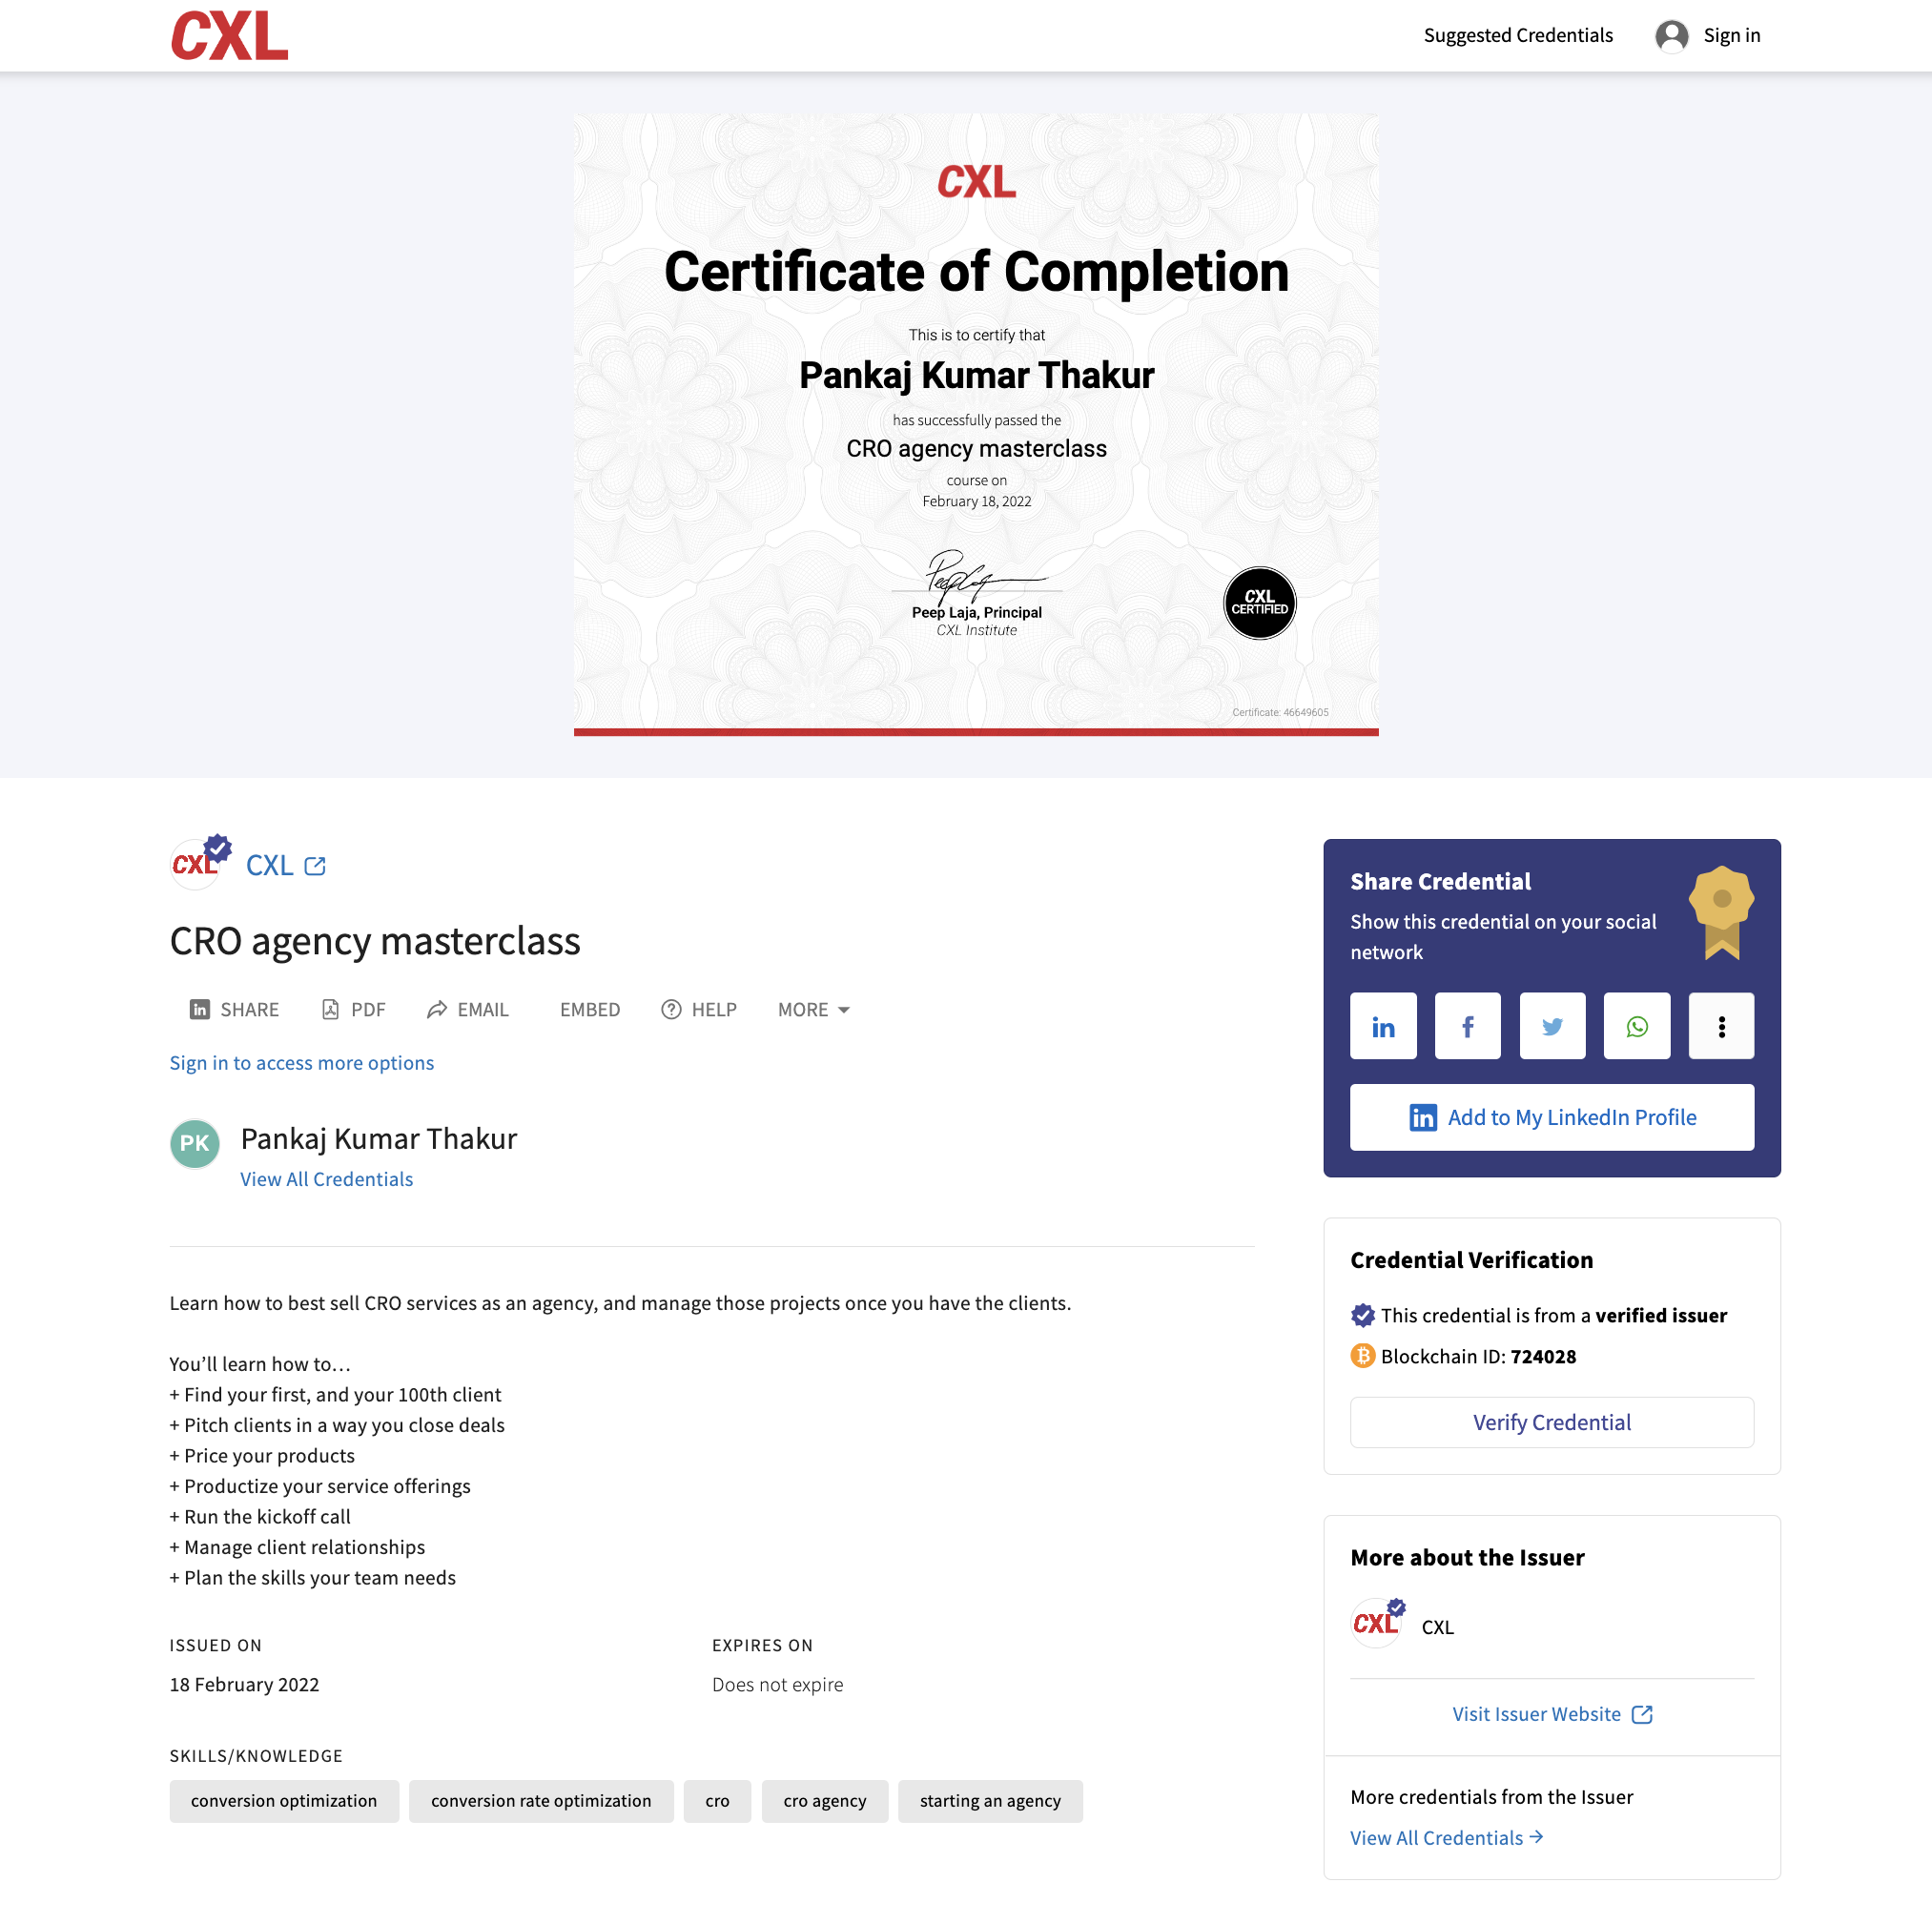 CXL
Suggested Credentials
Sign in
CXL
Certificate of Completion
This is to certify that
Pankaj Kumar Thakur
has successfully passed the
CRO agency masterclass
course on
February 18, 2022
Peep Laja, Principal
CXL Institute
CXL
CERTIFIED
Certificate: 46649605
CXL
CXL
CRO agency masterclass
SHARE
PDF
EMAIL
EMBED
HELP
MORE
Sign in to access more options
PK
Pankaj Kumar Thakur
View All Credentials
Learn how to best sell CRO services as an agency, and manage those projects once you have the clients.
You’ll learn how to…
+ Find your first, and your 100th client
+ Pitch clients in a way you close deals
+ Price your products
+ Productize your service offerings
+ Run the kickoff call
+ Manage client relationships
+ Plan the skills your team needs
ISSUED ON
18 February 2022
EXPIRES ON
Does not expire
SKILLS/KNOWLEDGE
conversion optimization
conversion rate optimization
cro
cro agency
starting an agency
Share Credential
Show this credential on your social
network
Add to My LinkedIn Profile
Credential Verification
This credential is from a verified issuer
Blockchain ID: 724028
Verify Credential
More about the Issuer
CXL
CXL
Visit Issuer Website
More credentials from the Issuer
View All Credentials